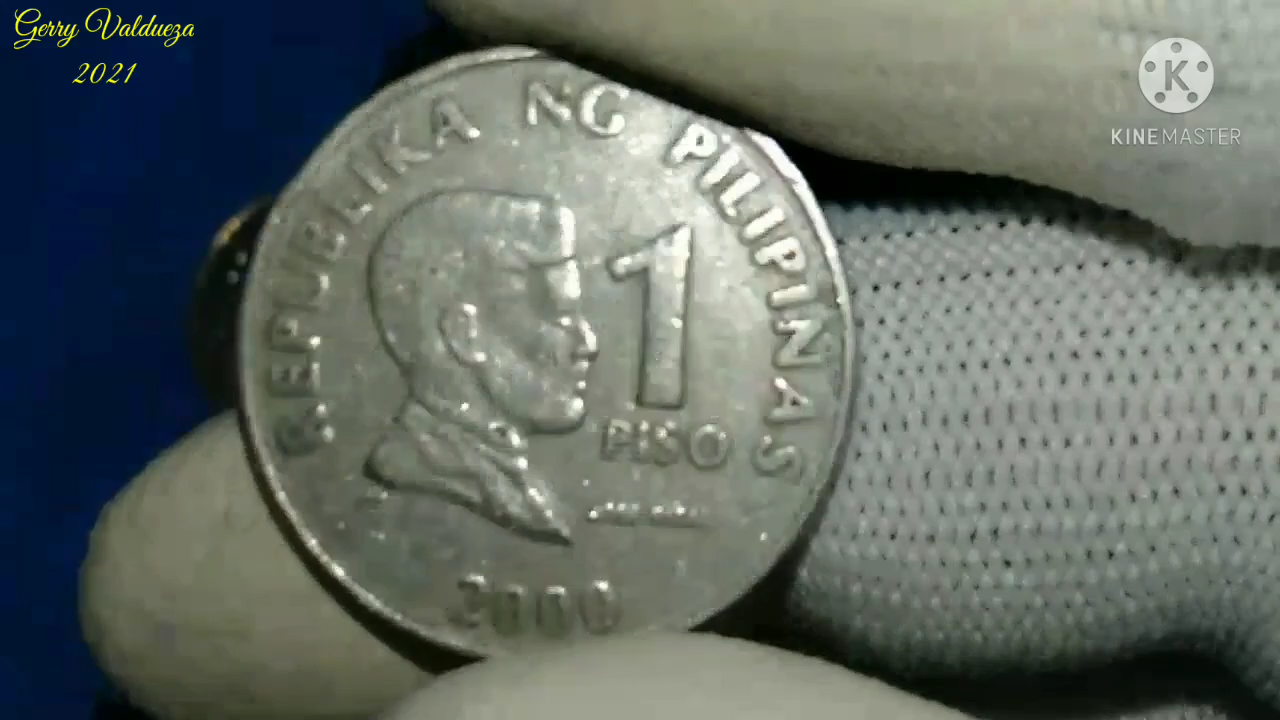 Gerry Valdueza
2021
K
KINEMASTER
REPUBLIKA NG PILIPINAS
1
PISO
2000